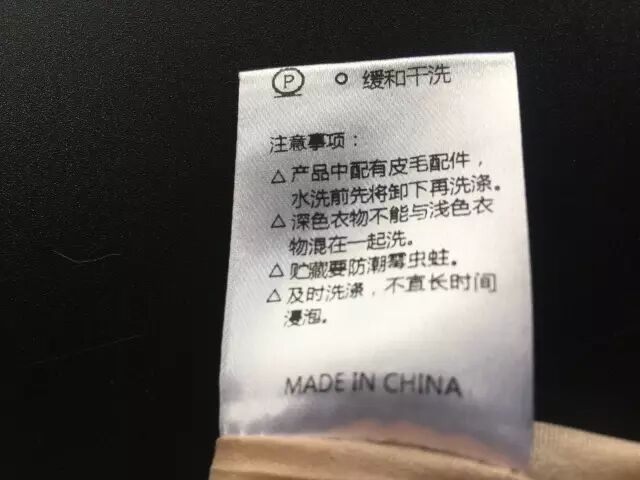 Ⓟ ○ 缓和干洗
注意事项：
△ 产品中配有皮毛配件，
水洗前先将卸下再洗涤。
△ 深色衣物不能与浅色衣
物混在一起洗。
△ 贮藏要防潮霉虫蛀。
△ 及时洗涤，不直长时间
浸泡。
MADE IN CHINA